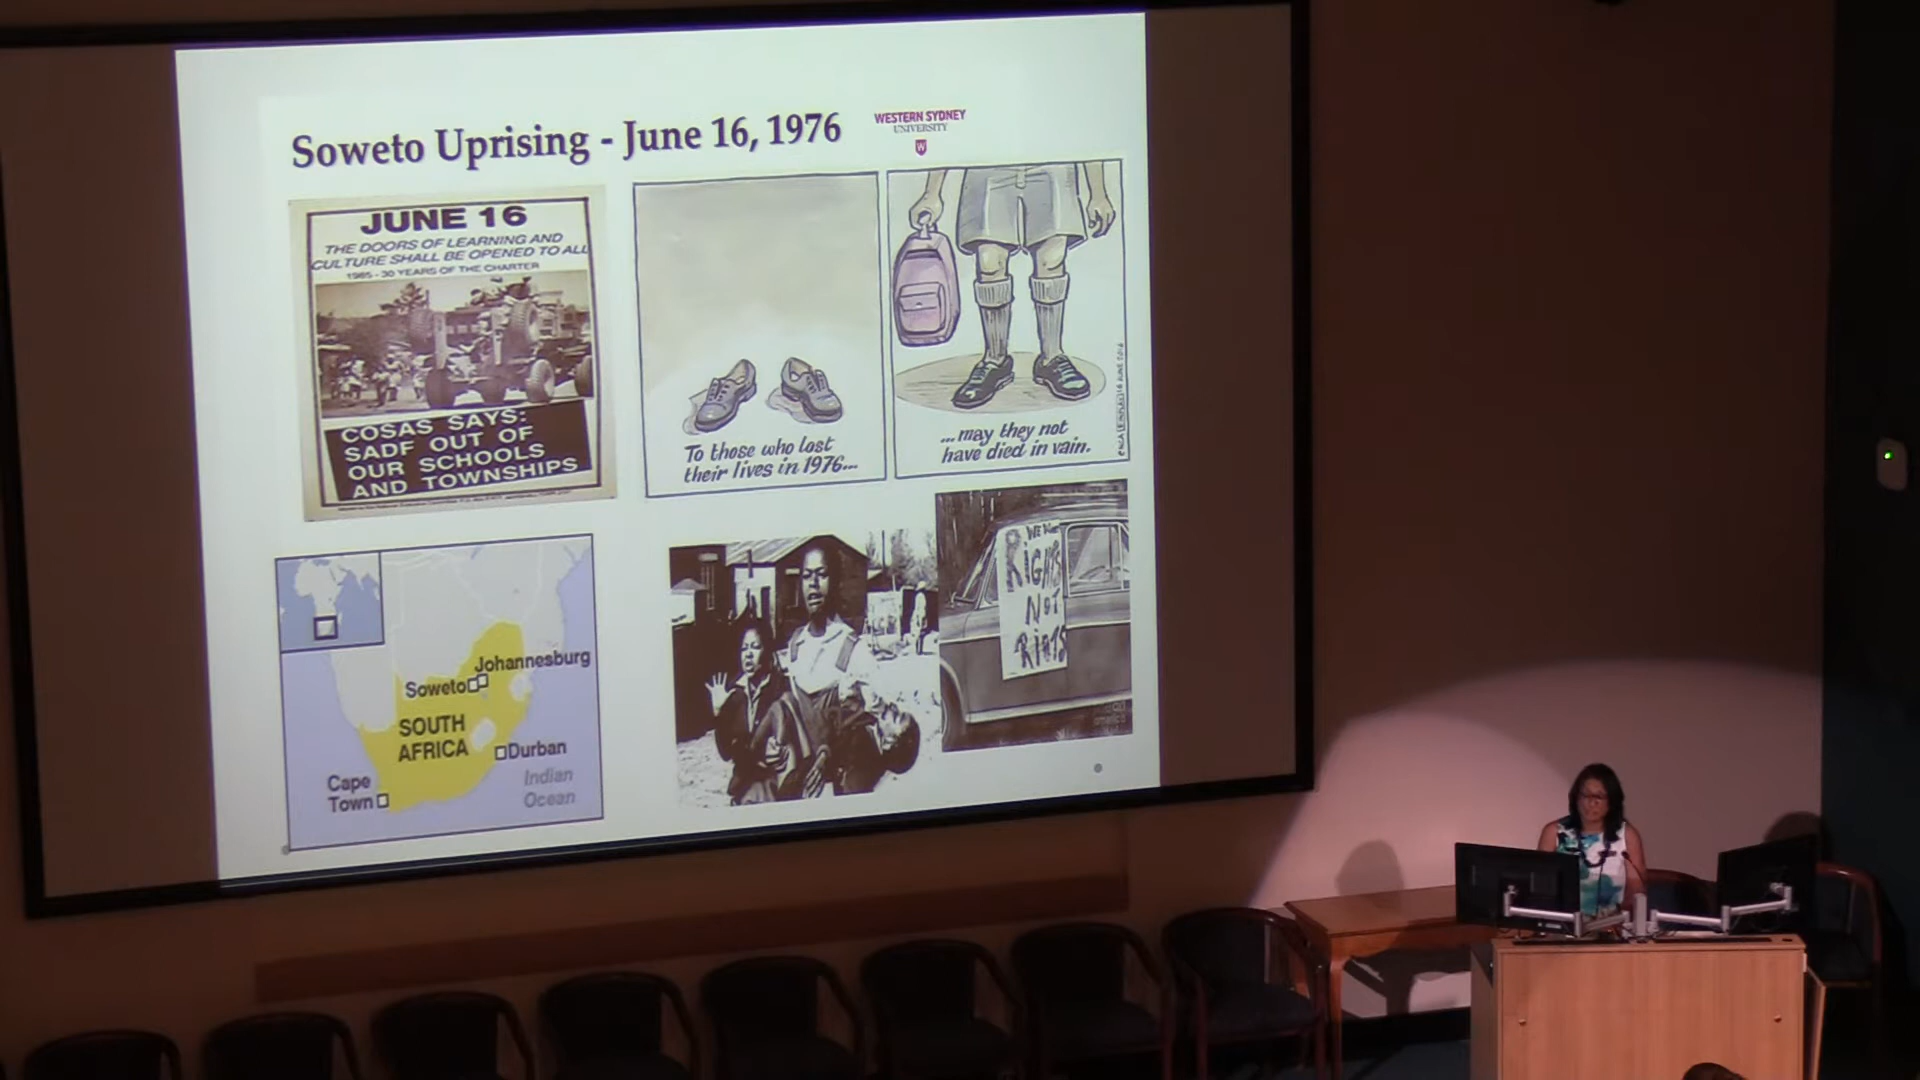 Soweto Uprising - June 16, 1976
WESTERN SYDNEY
UNIVERSITY
W
JUNE 16
THE DOORS OF LEARNING AND
CULTURE SHALL BE OPENED TO ALL
1985 - 30 YEARS OF THE CHARTER
COSAS SAYS:
SADF OUT OF
OUR SCHOOLS
AND TOWNSHIPS
To those who lost
their lives in 1976...
...may they not
have died in vain.
WE
RIGHTS
NOT
RIOTS
Johannesburg
Soweto
SOUTH
AFRICA
Durban
Cape
Town
Indian
Ocean